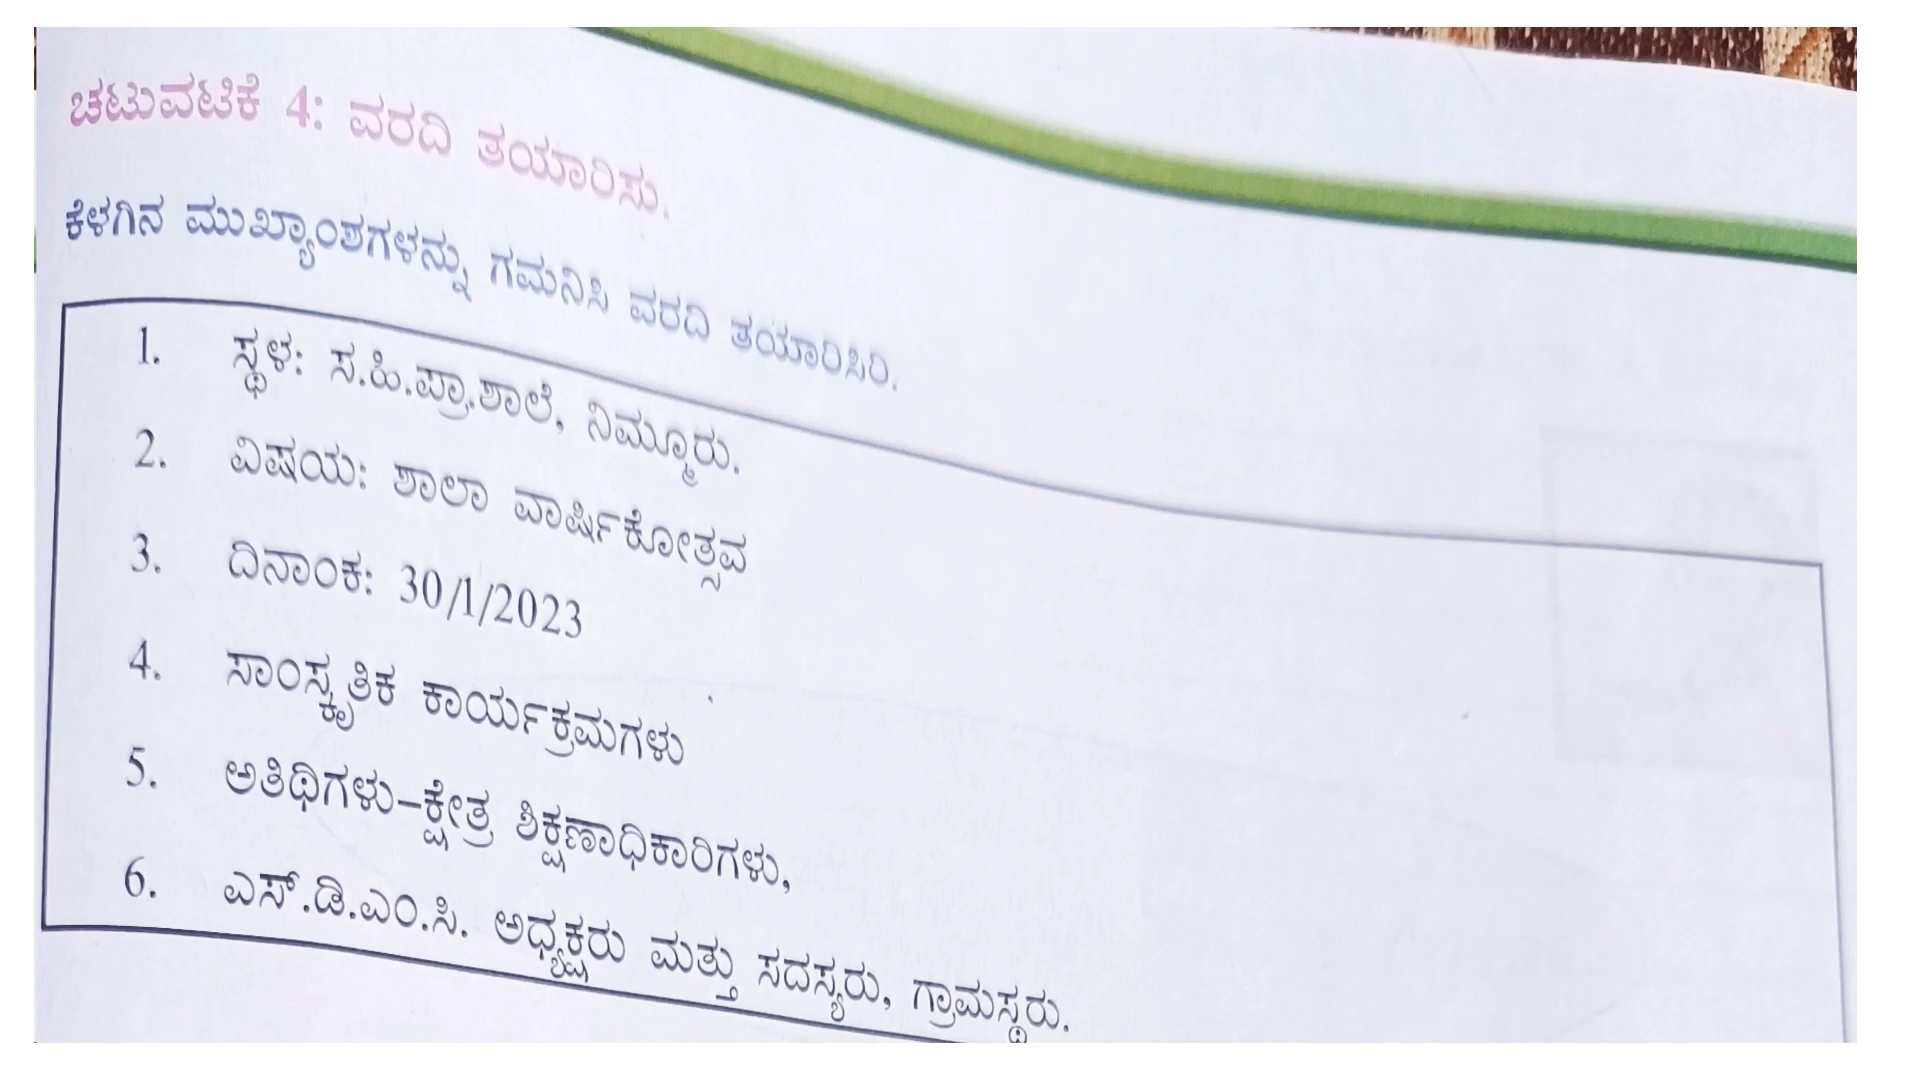 ಚಟುವಟಿಕೆ 4: ವರದಿ ತಯಾರಿಸು.
ಕೆಳಗಿನ ಮುಖ್ಯಾಂಶಗಳನ್ನು ಗಮನಿಸಿ ವರದಿ ತಯಾರಿಸಿರಿ.
1. ಸ್ಥಳ: ಸ.ಹಿ.ಪ್ರಾ.ಶಾಲೆ, ನಿಮ್ಮೂರು.
2. ವಿಷಯ: ಶಾಲಾ ವಾರ್ಷಿಕೋತ್ಸವ
3. ದಿನಾಂಕ: 30/1/2023
4. ಸಾಂಸ್ಕೃತಿಕ ಕಾರ್ಯಕ್ರಮಗಳು
5. ಅತಿಥಿಗಳು–ಕ್ಷೇತ್ರ ಶಿಕ್ಷಣಾಧಿಕಾರಿಗಳು,
6. ಎಸ್.ಡಿ.ಎಂ.ಸಿ. ಅಧ್ಯಕ್ಷರು ಮತ್ತು ಸದಸ್ಯರು, ಗ್ರಾಮಸ್ಥರು.